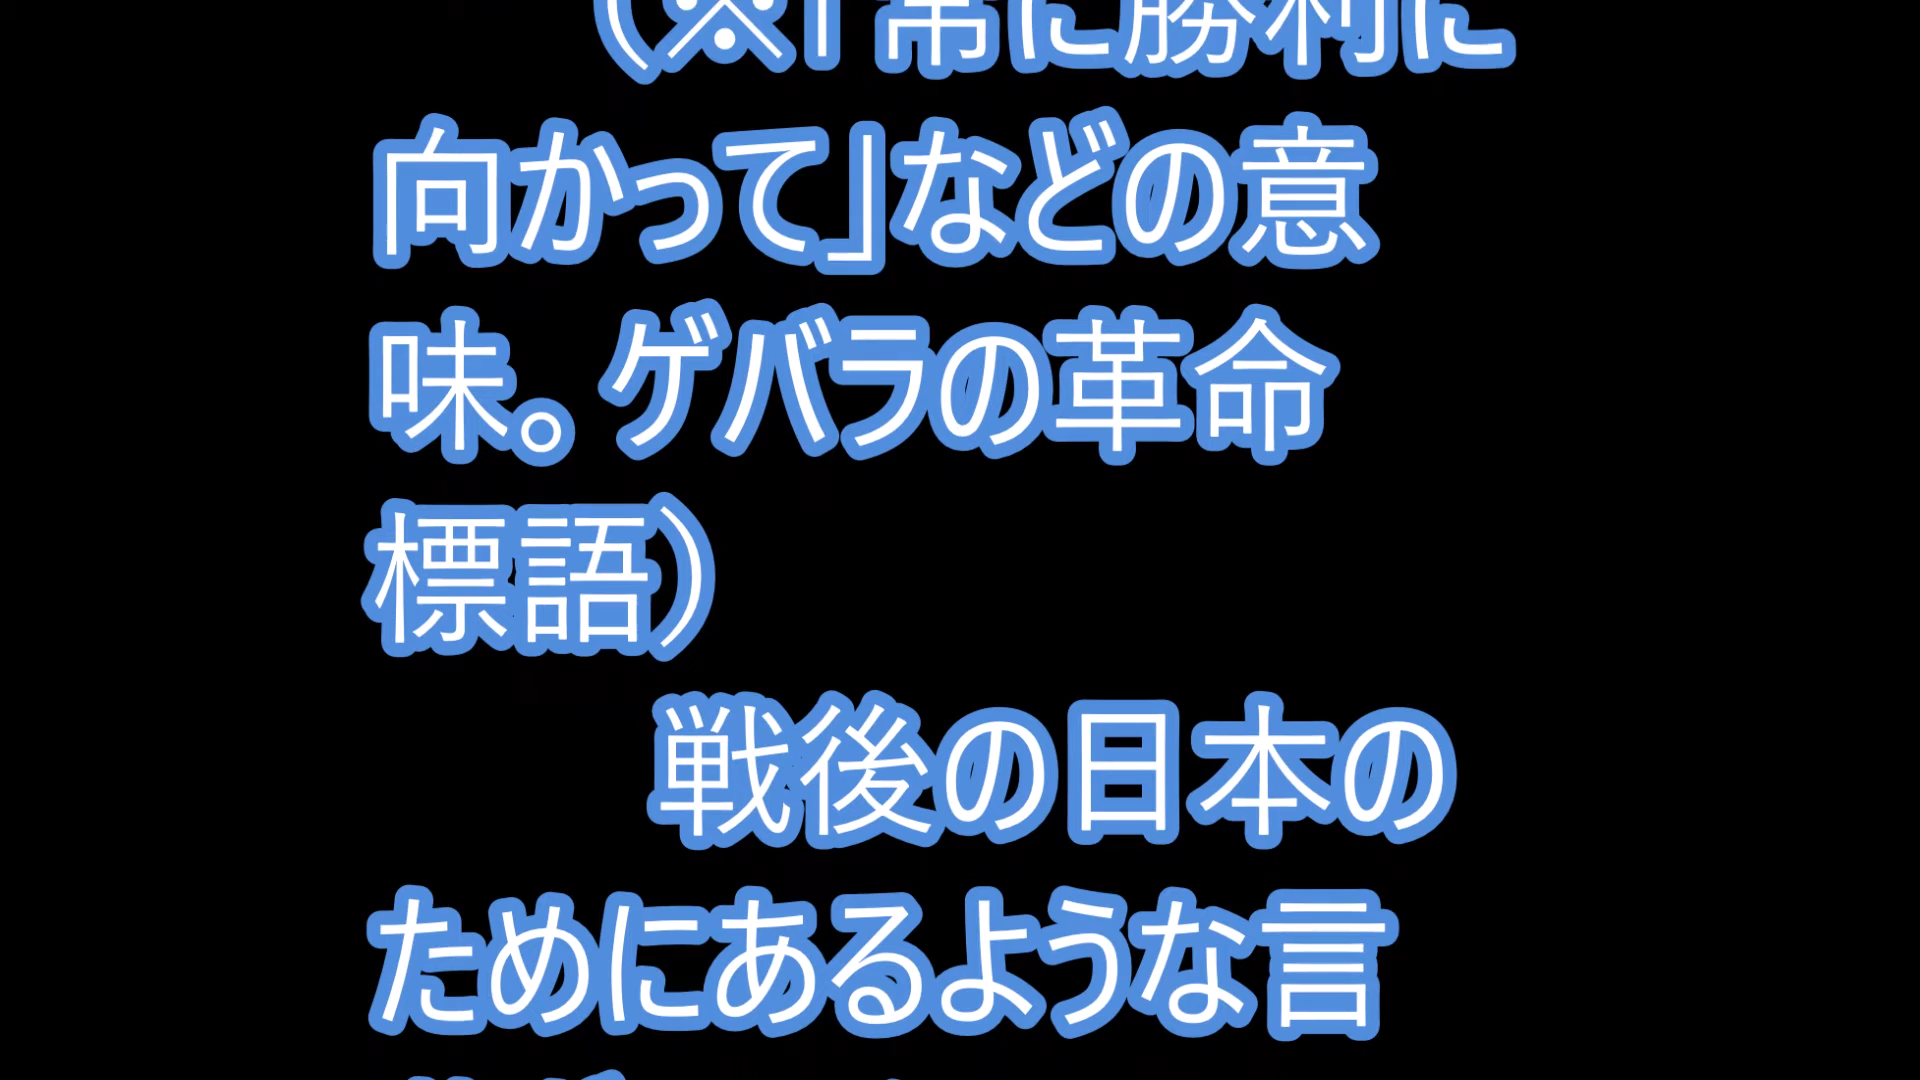 (※「常に勝利に
向かって」などの意
味。ゲバラの革命
標語)
戦後の日本の
ためにあるような言